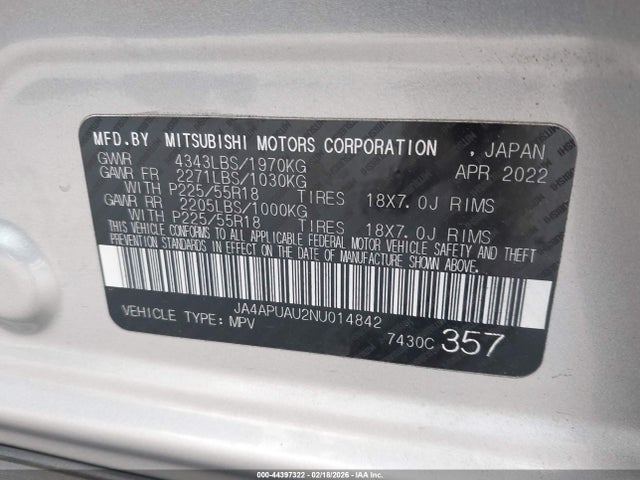 MFD.BY MITSUBISHI MOTORS CORPORATION , JAPAN
GVWR 4343LBS/1970KG APR 2022
GAWR FR 2271LBS/1030KG
WITH P225/55R18 TIRES 18X7.0J RIMS
GAWR RR 2205LBS/1000KG
WITH P225/55R18 TIRES 18X7.0J RIMS
THIS VEHICLE CONFORMS TO ALL APPLICABLE FEDERAL MOTOR VEHICLE SAFETY AND THEFT
PREVENTION STANDARDS IN EFFECT ON THE DATE OF MANUFACTURE SHOWN ABOVE.
JA4APUAU2NU014842
VEHICLE TYPE:MPV
7430C 357
000-44397322 - 02/18/2026 - IAAI